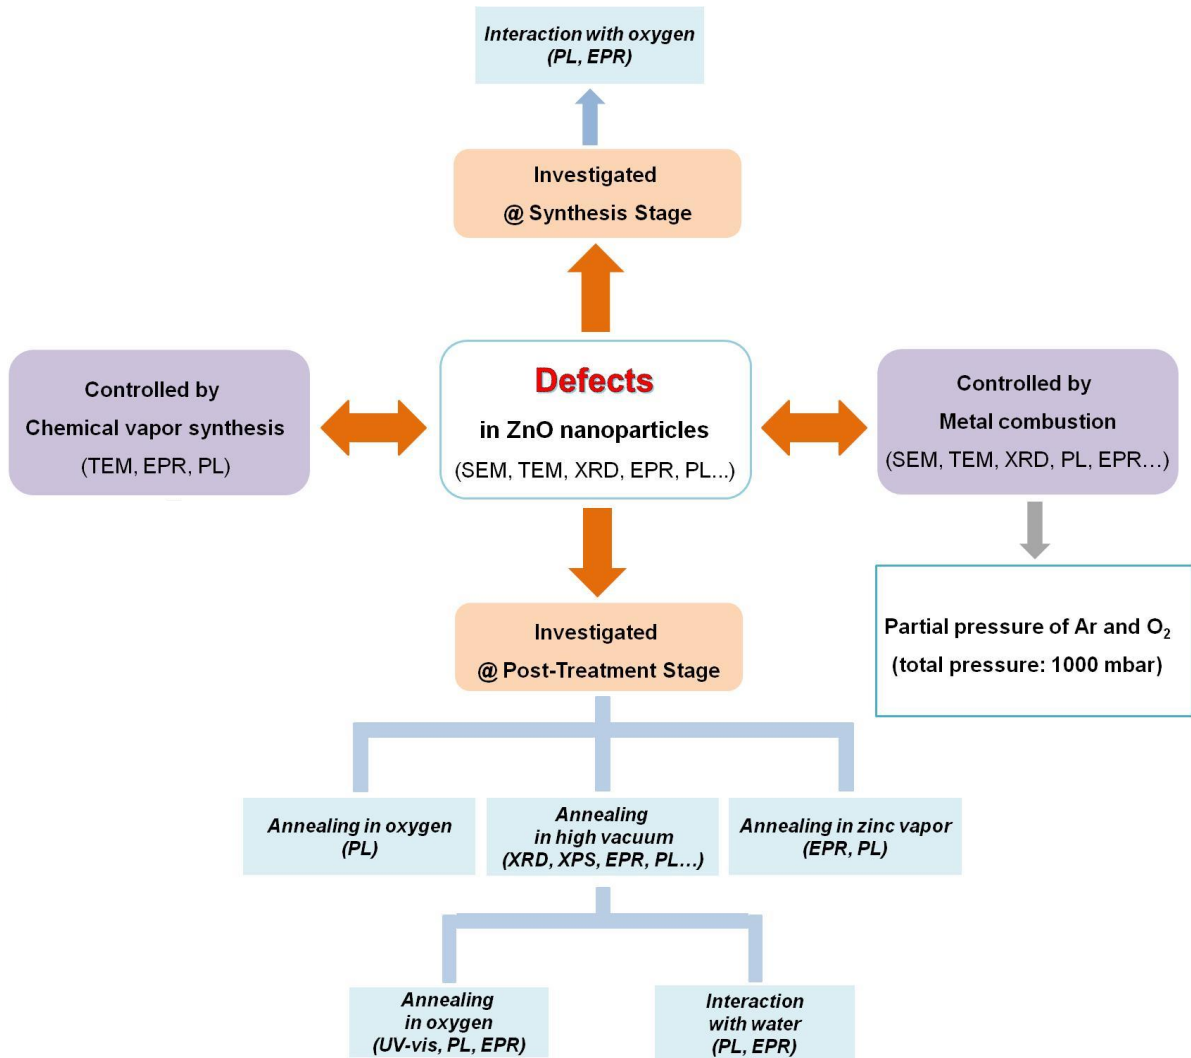 Interaction with oxygen
(PL, EPR)
Investigated
@ Synthesis Stage
Controlled by
Chemical vapor synthesis
(TEM, EPR, PL)
Defects
in ZnO nanoparticles
(SEM, TEM, XRD, EPR, PL...)
Controlled by
Metal combustion
(SEM, TEM, XRD, PL, EPR…)
Partial pressure of Ar and O₂
(total pressure: 1000 mbar)
Investigated
@ Post-Treatment Stage
Annealing in oxygen
(PL)
Annealing
in high vacuum
(XRD, XPS, EPR, PL…)
Annealing in zinc vapor
(EPR, PL)
Annealing
in oxygen
(UV-vis, PL, EPR)
Interaction
with water
(PL, EPR)